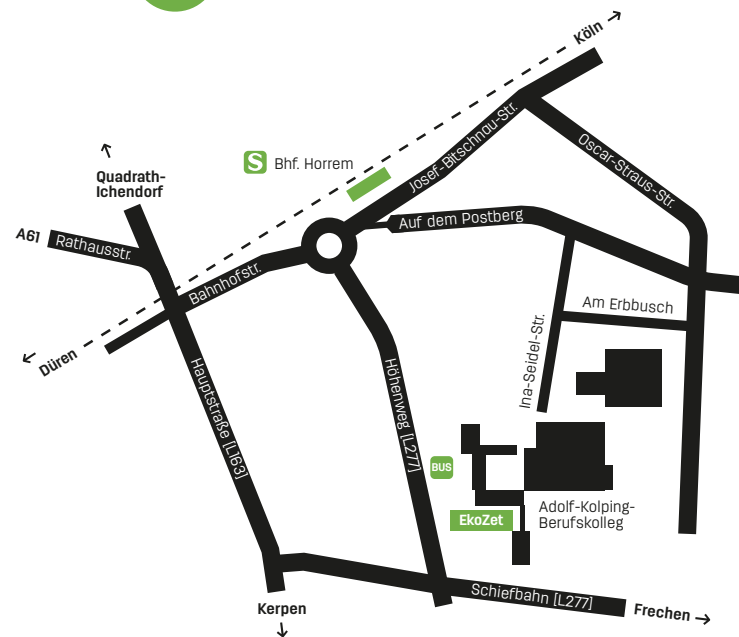 Köln
Josef-Bitschnau-Str.
Oscar-Straus-Str.
S Bhf. Horrem
Quadrath-
Ichendorf
A61
Rathausstr.
Auf dem Postberg
Bahnhofstr.
Am Erbbusch
Ina-Seidel-Str.
Düren
Hauptstraße [L163]
Höhenweg [L277]
BUS
EkoZet
Adolf-Kolping-
Berufskolleg
Schiefbahn [L277]
Kerpen
Frechen